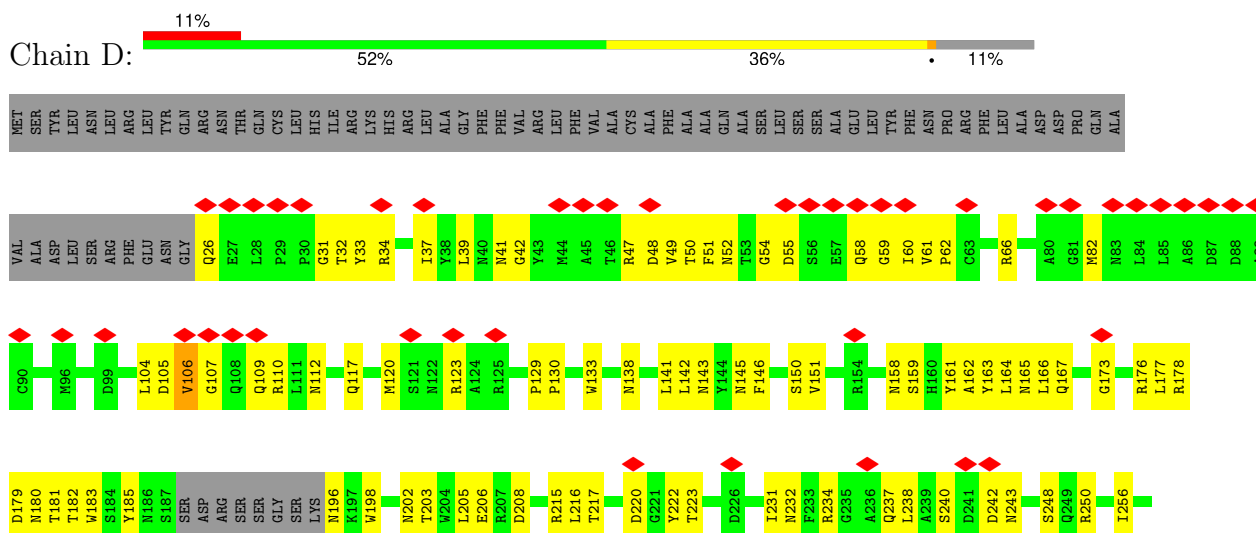 11%
Chain D:
52% 36% • 11%
MET SER TYR LEU ASN LEU ARG LEU TYR GLN ARG ASN THR GLN CYS LEU HIS ILE ARG LYS HIS ARG LEU ALA GLY PHE PHE VAL ARG LEU PHE VAL ALA CYS ALA PHE ALA ALA GLN ALA SER LEU SER SER ALA GLU LEU TYR PHE ASN PRO ARG PHE LEU ALA ASP ASP PRO GLN ALA
VAL ALA ASP LEU SER ARG PHE GLU ASN GLY Q26 E27 L28 P29 P30 G31 T32 Y33 R34 I37 Y38 L39 N40 N41 G42 Y43 M44 A45 T46 R47 D48 V49 T50 F51 N52 T53 G54 D55 S56 E57 Q58 G59 I60 V61 P62 C63 R66 A80 G81 M82 N83 L84 L85 A86 D87 D88
C90 M96 D99 L104 D105 V106 G107 Q108 Q109 R110 L111 N112 Q117 M120 S121 N122 R123 A124 R125 P129 P130 W133 N138 L141 L142 N143 Y144 N145 F146 S150 V151 R154 N158 S159 H160 Y161 A162 Y163 L164 N165 L166 Q167 G173 R176 L177 R178
D179 N180 T181 T182 W183 S184 Y185 N186 S187 SER ASP ARG SER SER GLY SER LYS N196 K197 W198 N202 T203 W204 L205 E206 R207 D208 R215 L216 T217 D220 G221 Y222 T223 D226 I231 N232 F233 R234 G235 A236 Q237 L238 A239 S240 D241 D242 N243 S248 Q249 R250 I256